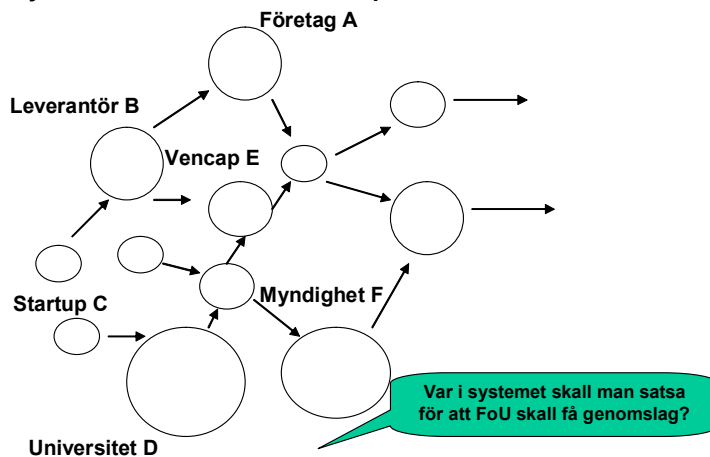 Företag A
Leverantör B
Vencap E
Startup C
Myndighet F
Var i systemet skall man satsa
för att FoU skall få genomslag?
Universitet D